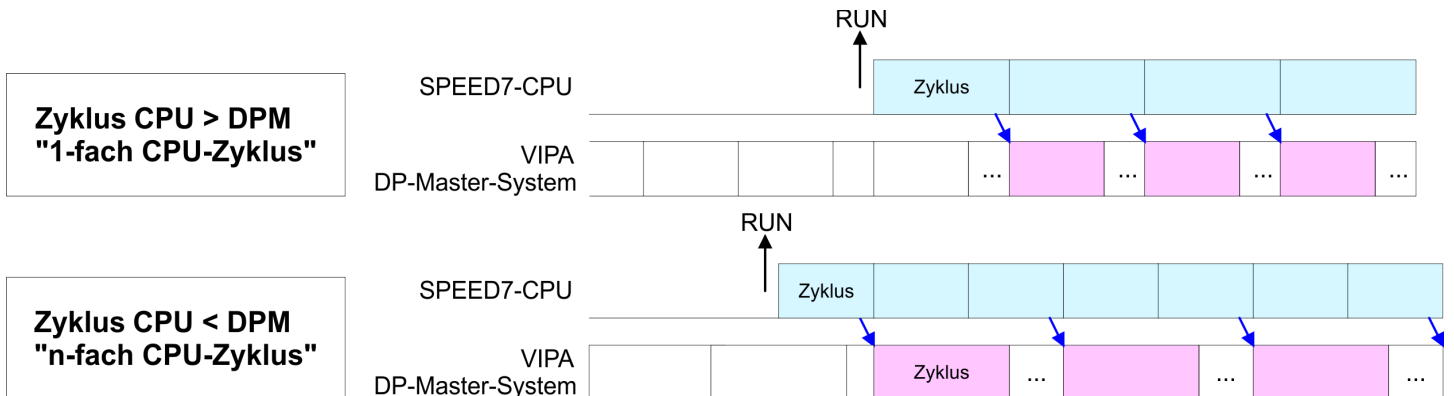 RUN
Zyklus CPU > DPM
"1-fach CPU-Zyklus"
SPEED7-CPU
Zyklus
VIPA
DP-Master-System
... ... ... ...
RUN
Zyklus CPU < DPM
"n-fach CPU-Zyklus"
SPEED7-CPU
Zyklus
VIPA
DP-Master-System
Zyklus ... ... ...